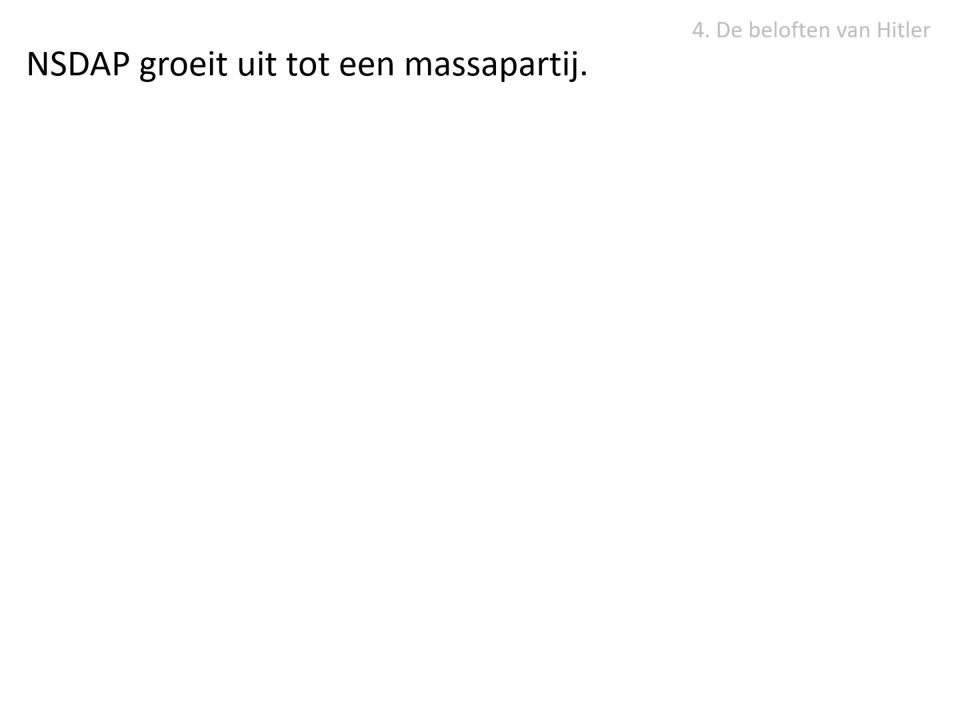 4. De beloften van Hitler
NSDAP groeit uit tot een massapartij.